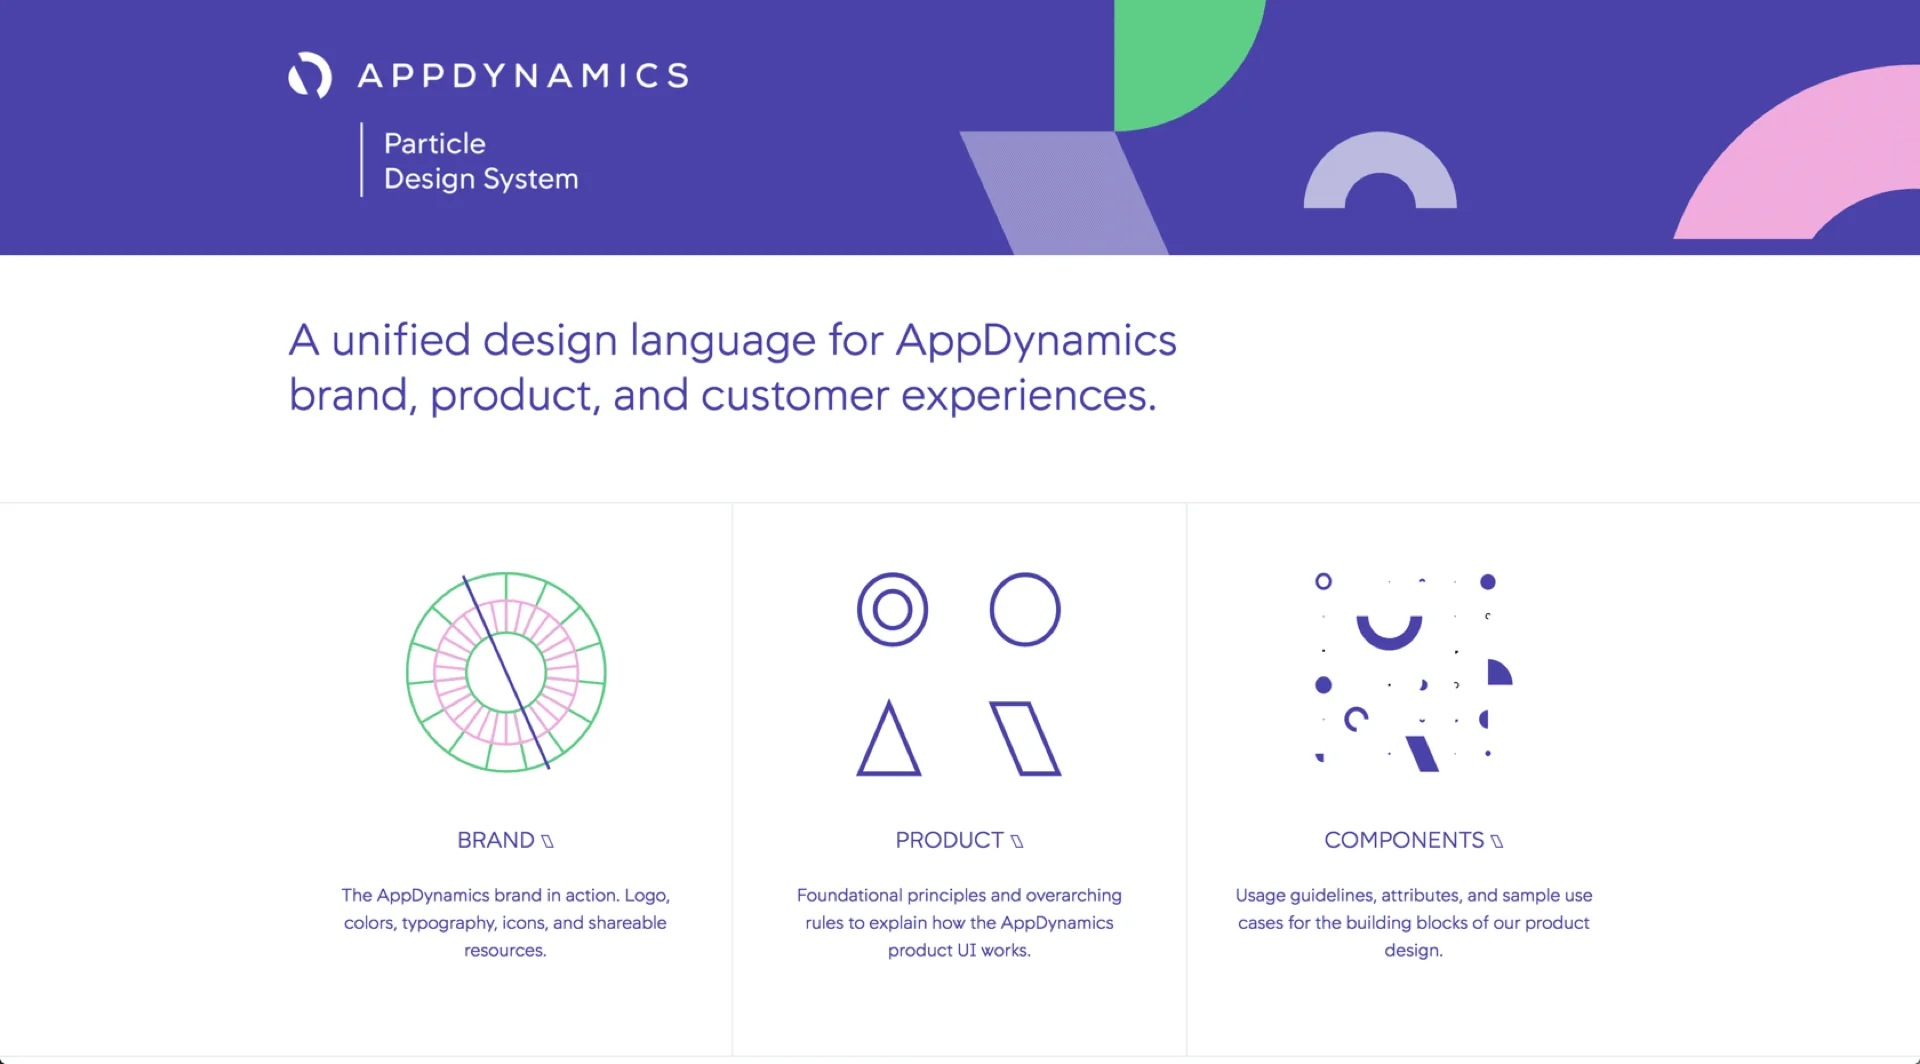 APPDYNAMICS
Particle
Design System
A unified design language for AppDynamics
brand, product, and customer experiences.
BRAND
The AppDynamics brand in action. Logo,
colors, typography, icons, and shareable
resources.
PRODUCT
Foundational principles and overarching
rules to explain how the AppDynamics
product UI works.
COMPONENTS
Usage guidelines, attributes, and sample use
cases for the building blocks of our product
design.